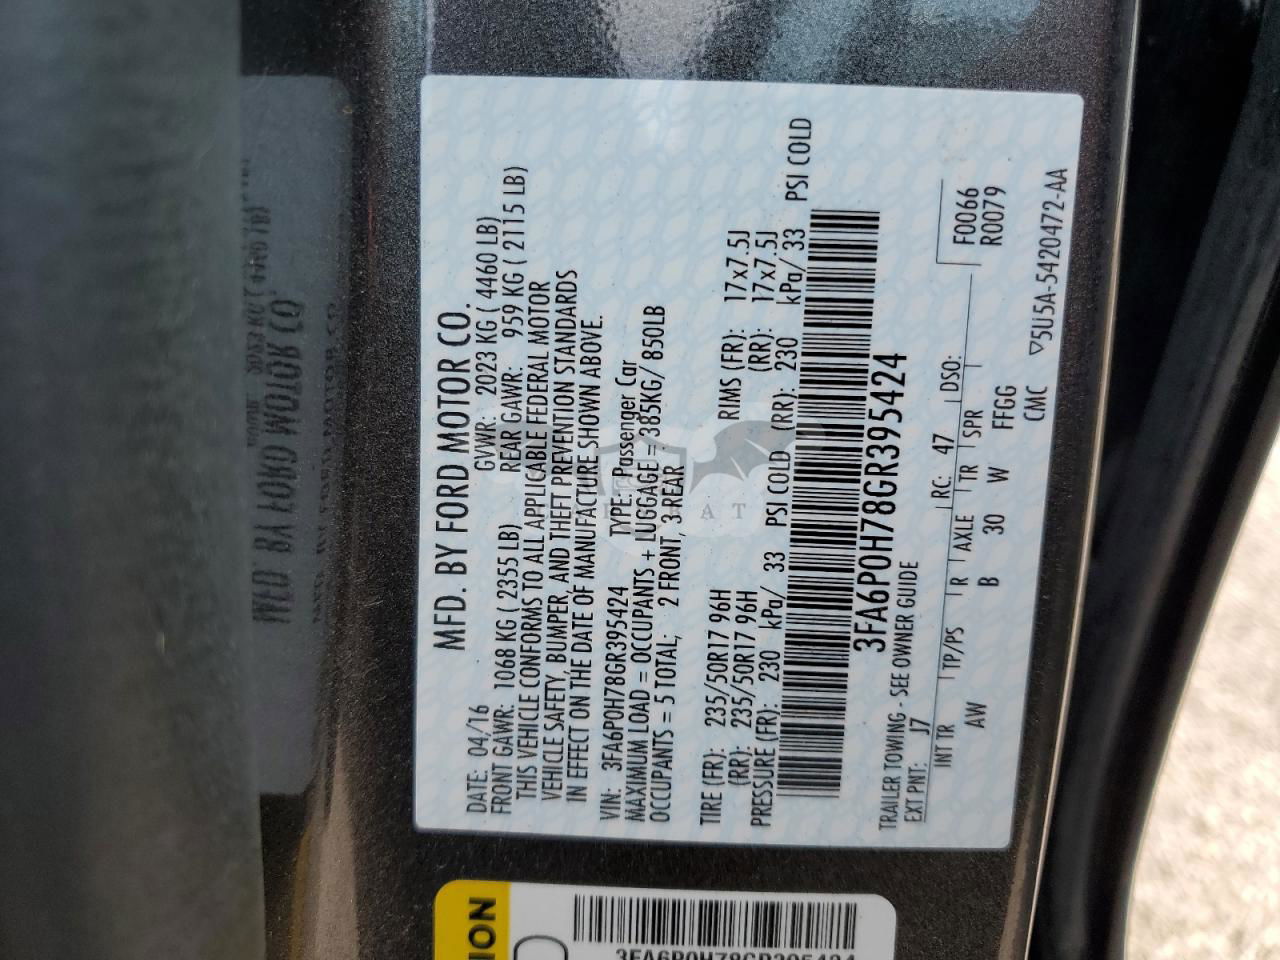 MFD. BY FORD MOTOR CO.
DATE: 04/16 GVWR: 2023 KG ( 4460 LB)
FRONT GAWR: 1068 KG ( 2355 LB) REAR GAWR: 959 KG ( 2115 LB)
THIS VEHICLE CONFORMS TO ALL APPLICABLE FEDERAL MOTOR
VEHICLE SAFETY, BUMPER, AND THEFT PREVENTION STANDARDS
IN EFFECT ON THE DATE OF MANUFACTURE SHOWN ABOVE.
VIN: 3FA6P0H78GR395424 TYPE: Passenger Car
MAXIMUM LOAD = OCCUPANTS + LUGGAGE = 385KG/ 850LB
OCCUPANTS = 5 TOTAL; 2 FRONT, 3 REAR
TIRE (FR): 235/50R17 96H RIMS (FR): 17x7.5J
(RR): 235/50R17 96H (RR): 17x7.5J
PRESSURE (FR): 230 kPa/ 33 PSI COLD (RR): 230 kPa/ 33 PSI COLD
3FA6P0H78GR395424
TRAILER TOWING - SEE OWNER GUIDE
EXT PNT: J7 RC: 47 DSO: F0066
R0079
INT TR TP/PS R AXLE TR SPR
AW B 30 W FFGG
CMC ▽5U5A-5420472-AA
ION
3FA6P0H78GR395424